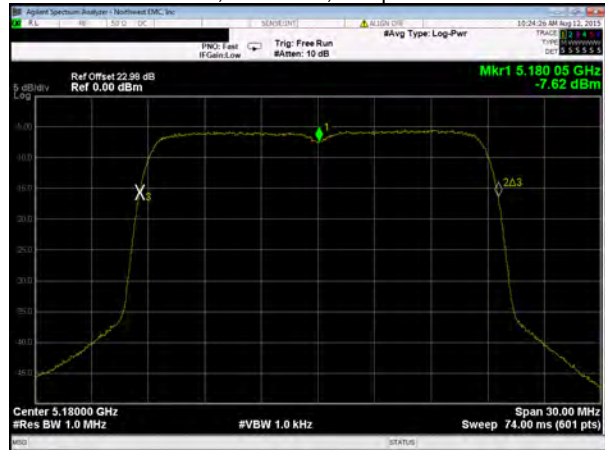 Agilent Spectrum Analyzer - Northwest EMC, Inc
RL RF 50 Ω DC SENSE:INT ALIGN OFF 10:24:26 AM Aug 12, 2015
#Avg Type: Log-Pwr TRACE 1 2 3 4 5 6
PNO: Fast Trig: Free Run TYPE
IFGain:Low #Atten: 10 dB DET S S S S S S
Mkr1 5.180 05 GHz
Ref Offset 22.98 dB -7.62 dBm
5 dB/div Ref 0.00 dBm
Log
-5.00
1
-10.0
-15.0
2Δ3
X3
-20.0
-25.0
-30.0
-35.0
-40.0
-45.0
Center 5.18000 GHz Span 30.00 MHz
#Res BW 1.0 MHz #VBW 1.0 kHz Sweep 74.00 ms (601 pts)
MSG STATUS